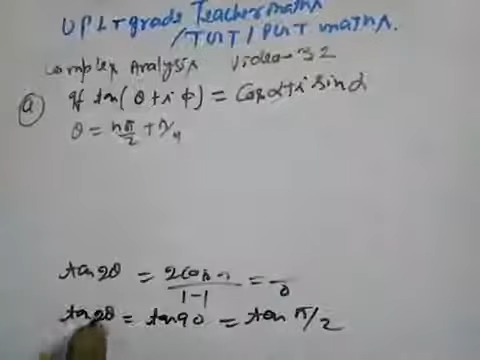 UP LT grade Teacher maths
/TGT/PGT maths.
Complex Analysis Video-32
Q If tan(θ+iφ) = Cosα+i sinα
θ = nπ/2 + π/4
tan2θ = 2cosα/1-1 = /0
tan2θ = tan90 = tan π/2